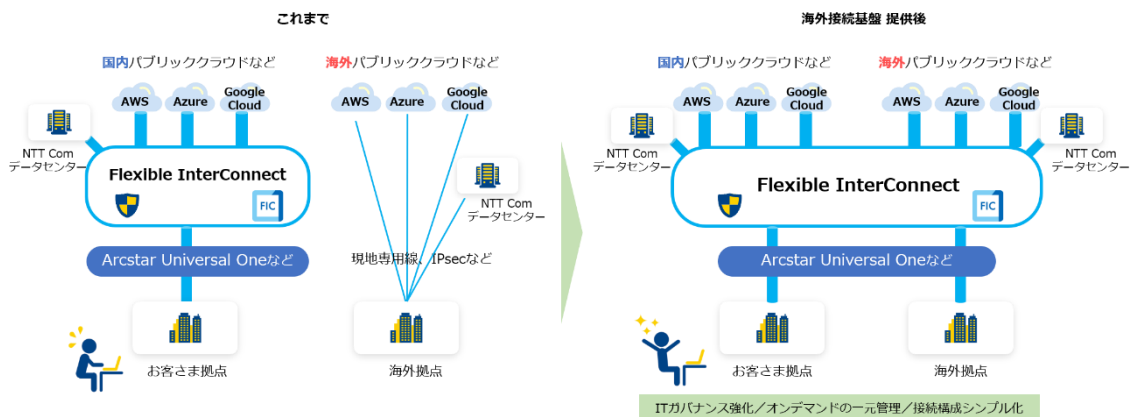 これまで
国内パブリッククラウドなど
海外パブリッククラウドなど
AWS
Azure
Google
Cloud
AWS
Azure
Google
Cloud
NTT Com
データセンター
Flexible InterConnect
FIC
NTT Com
データセンター
Arcstar Universal Oneなど
現地専用線、IPsecなど
お客さま拠点
海外拠点
海外接続基盤 提供後
国内パブリッククラウドなど
海外パブリッククラウドなど
AWS
Azure
Google
Cloud
AWS
Azure
Google
Cloud
NTT Com
データセンター
NTT Com
データセンター
Flexible InterConnect
FIC
Arcstar Universal Oneなど
お客さま拠点
海外拠点
ITガバナンス強化／オンデマンドの一元管理／接続構成シンプル化